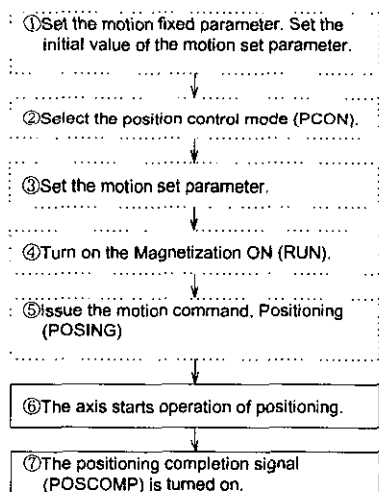 ①Set the motion fixed parameter. Set the
initial value of the motion set parameter.
②Select the position control mode (PCON).
③Set the motion set parameter.
④Turn on the Magnetization ON (RUN).
⑤Issue the motion command, Positioning
(POSING)
⑥The axis starts operation of positioning.
⑦The positioning completion signal
(POSCOMP) is turned on.